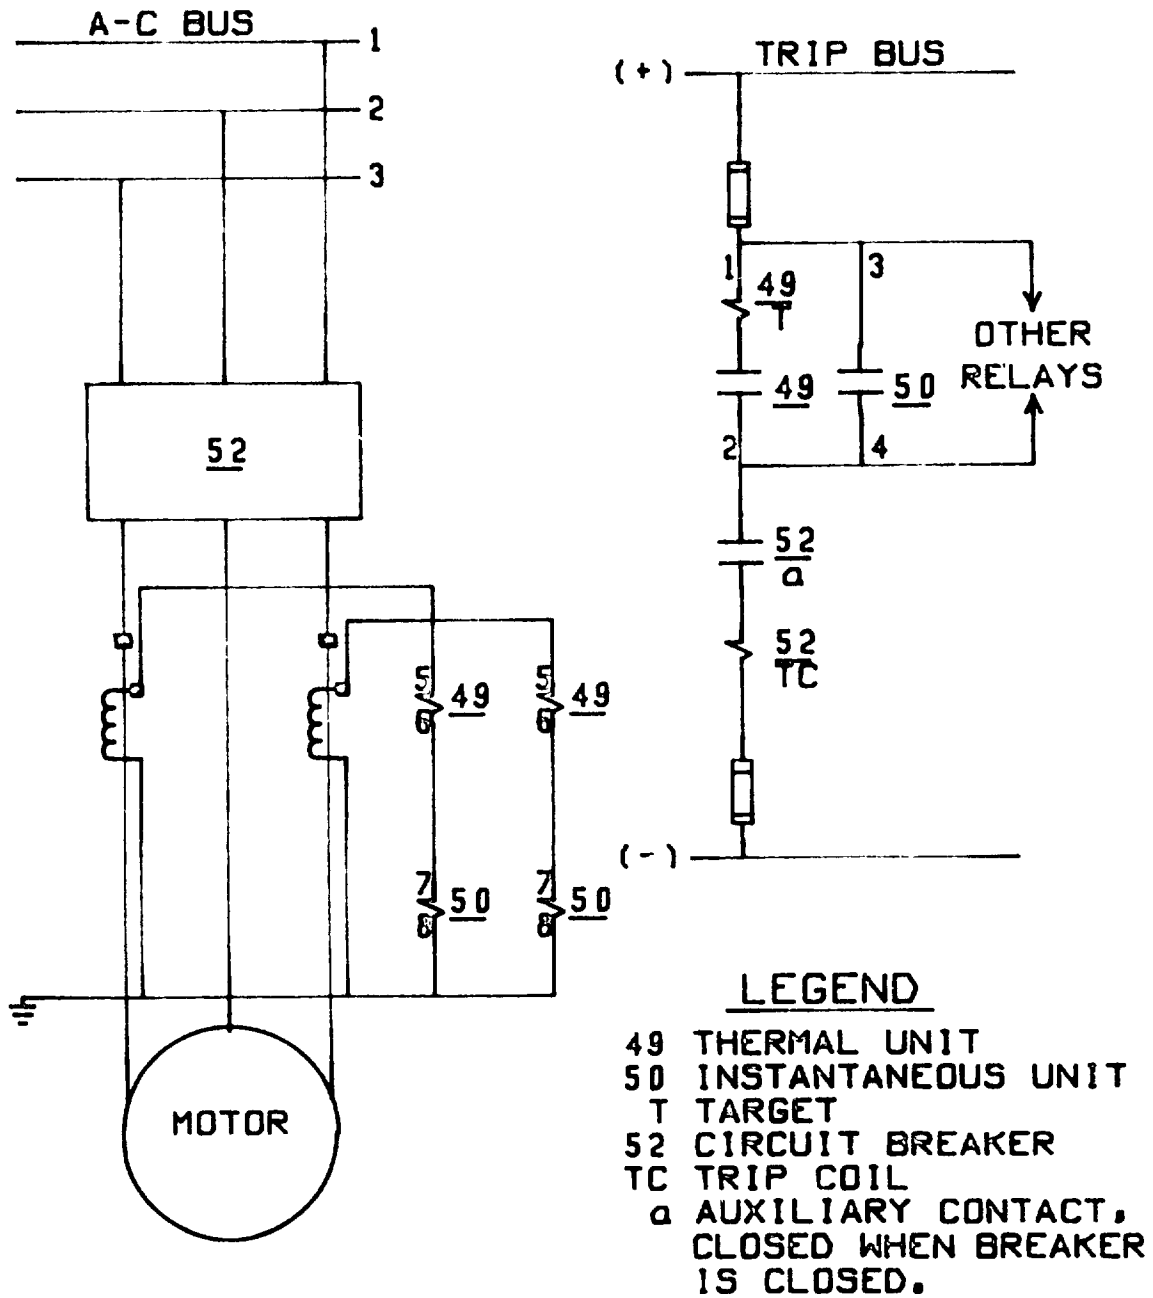 A-C BUS
1
2
3
52
5
49
6
5
49
6
7
50
8
7
50
8
MOTOR
TRIP BUS
(+)
1
49
T
3
OTHER
RELAYS
49
50
2
4
52
a
52
TC
(-)
LEGEND
49 THERMAL UNIT
50 INSTANTANEOUS UNIT
T TARGET
52 CIRCUIT BREAKER
TC TRIP COIL
a AUXILIARY CONTACT,
CLOSED WHEN BREAKER
IS CLOSED.